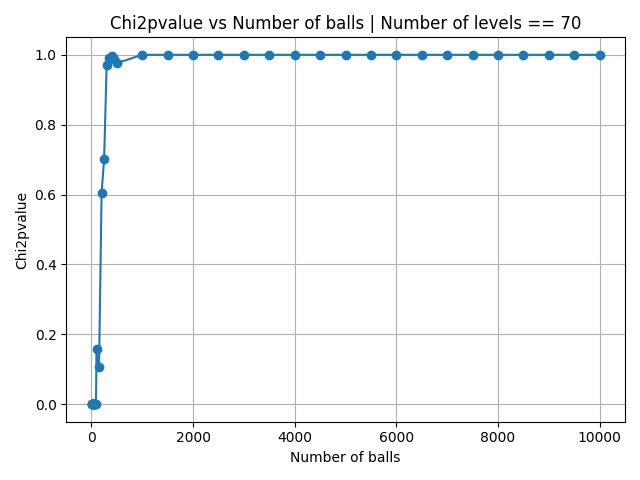 Chi2pvalue vs Number of balls | Number of levels == 70
1.0
0.8
0.6
0.4
0.2
0.0
Chi2pvalue
0 2000 4000 6000 8000 10000
Number of balls